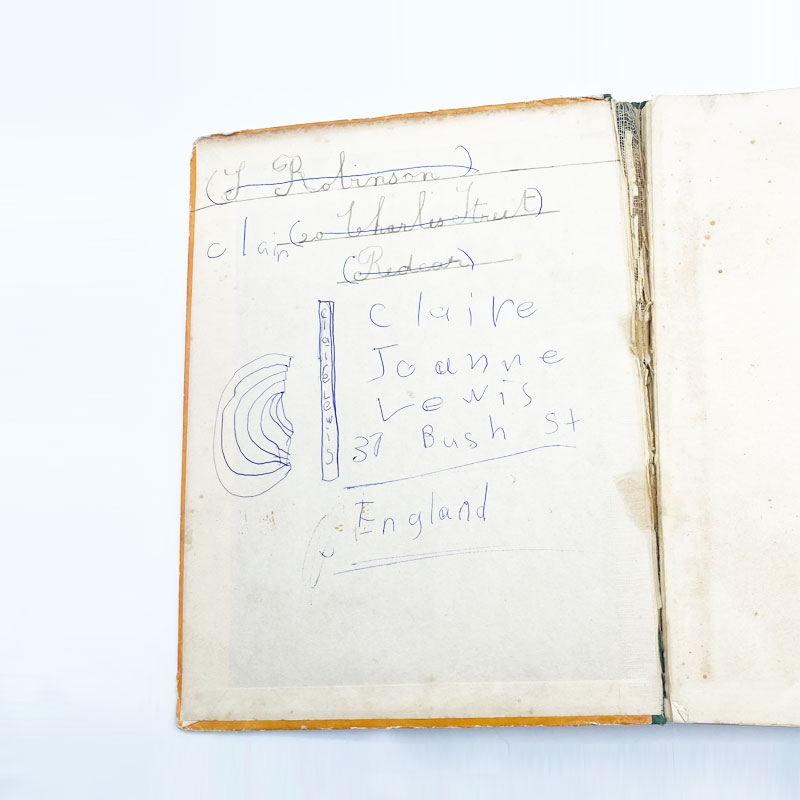 (J Robinson)
clair
(20 Charles Street)
(Redcar)
Claire
Joanne
Lewis
37 Bush St
England